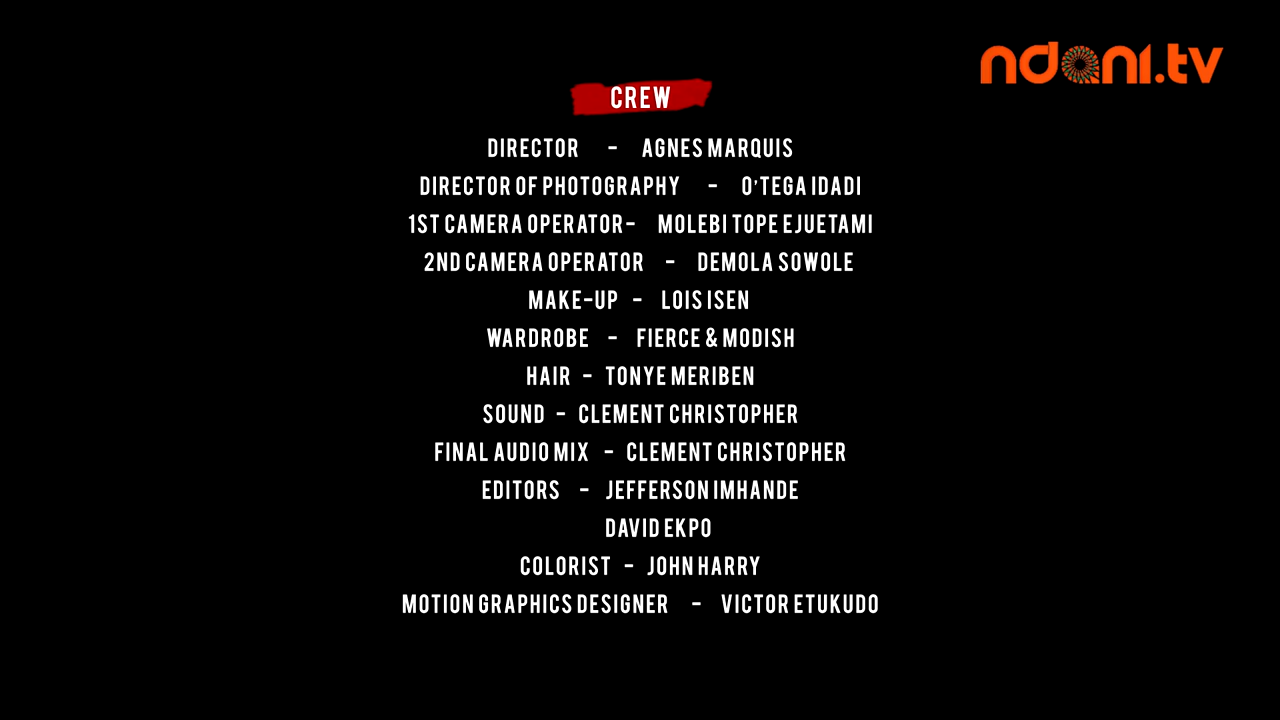 ndani.tv
CREW
DIRECTOR - AGNES MARQUIS
DIRECTOR OF PHOTOGRAPHY - O'TEGA IDADI
1ST CAMERA OPERATOR - MOLEBI TOPE EJUETAMI
2ND CAMERA OPERATOR - DEMOLA SOWOLE
MAKE-UP - LOIS ISEN
WARDROBE - FIERCE & MODISH
HAIR - TONYE MERIBEN
SOUND - CLEMENT CHRISTOPHER
FINAL AUDIO MIX - CLEMENT CHRISTOPHER
EDITORS - JEFFERSON IMHANDE
DAVID EKPO
COLORIST - JOHN HARRY
MOTION GRAPHICS DESIGNER - VICTOR ETUKUDO